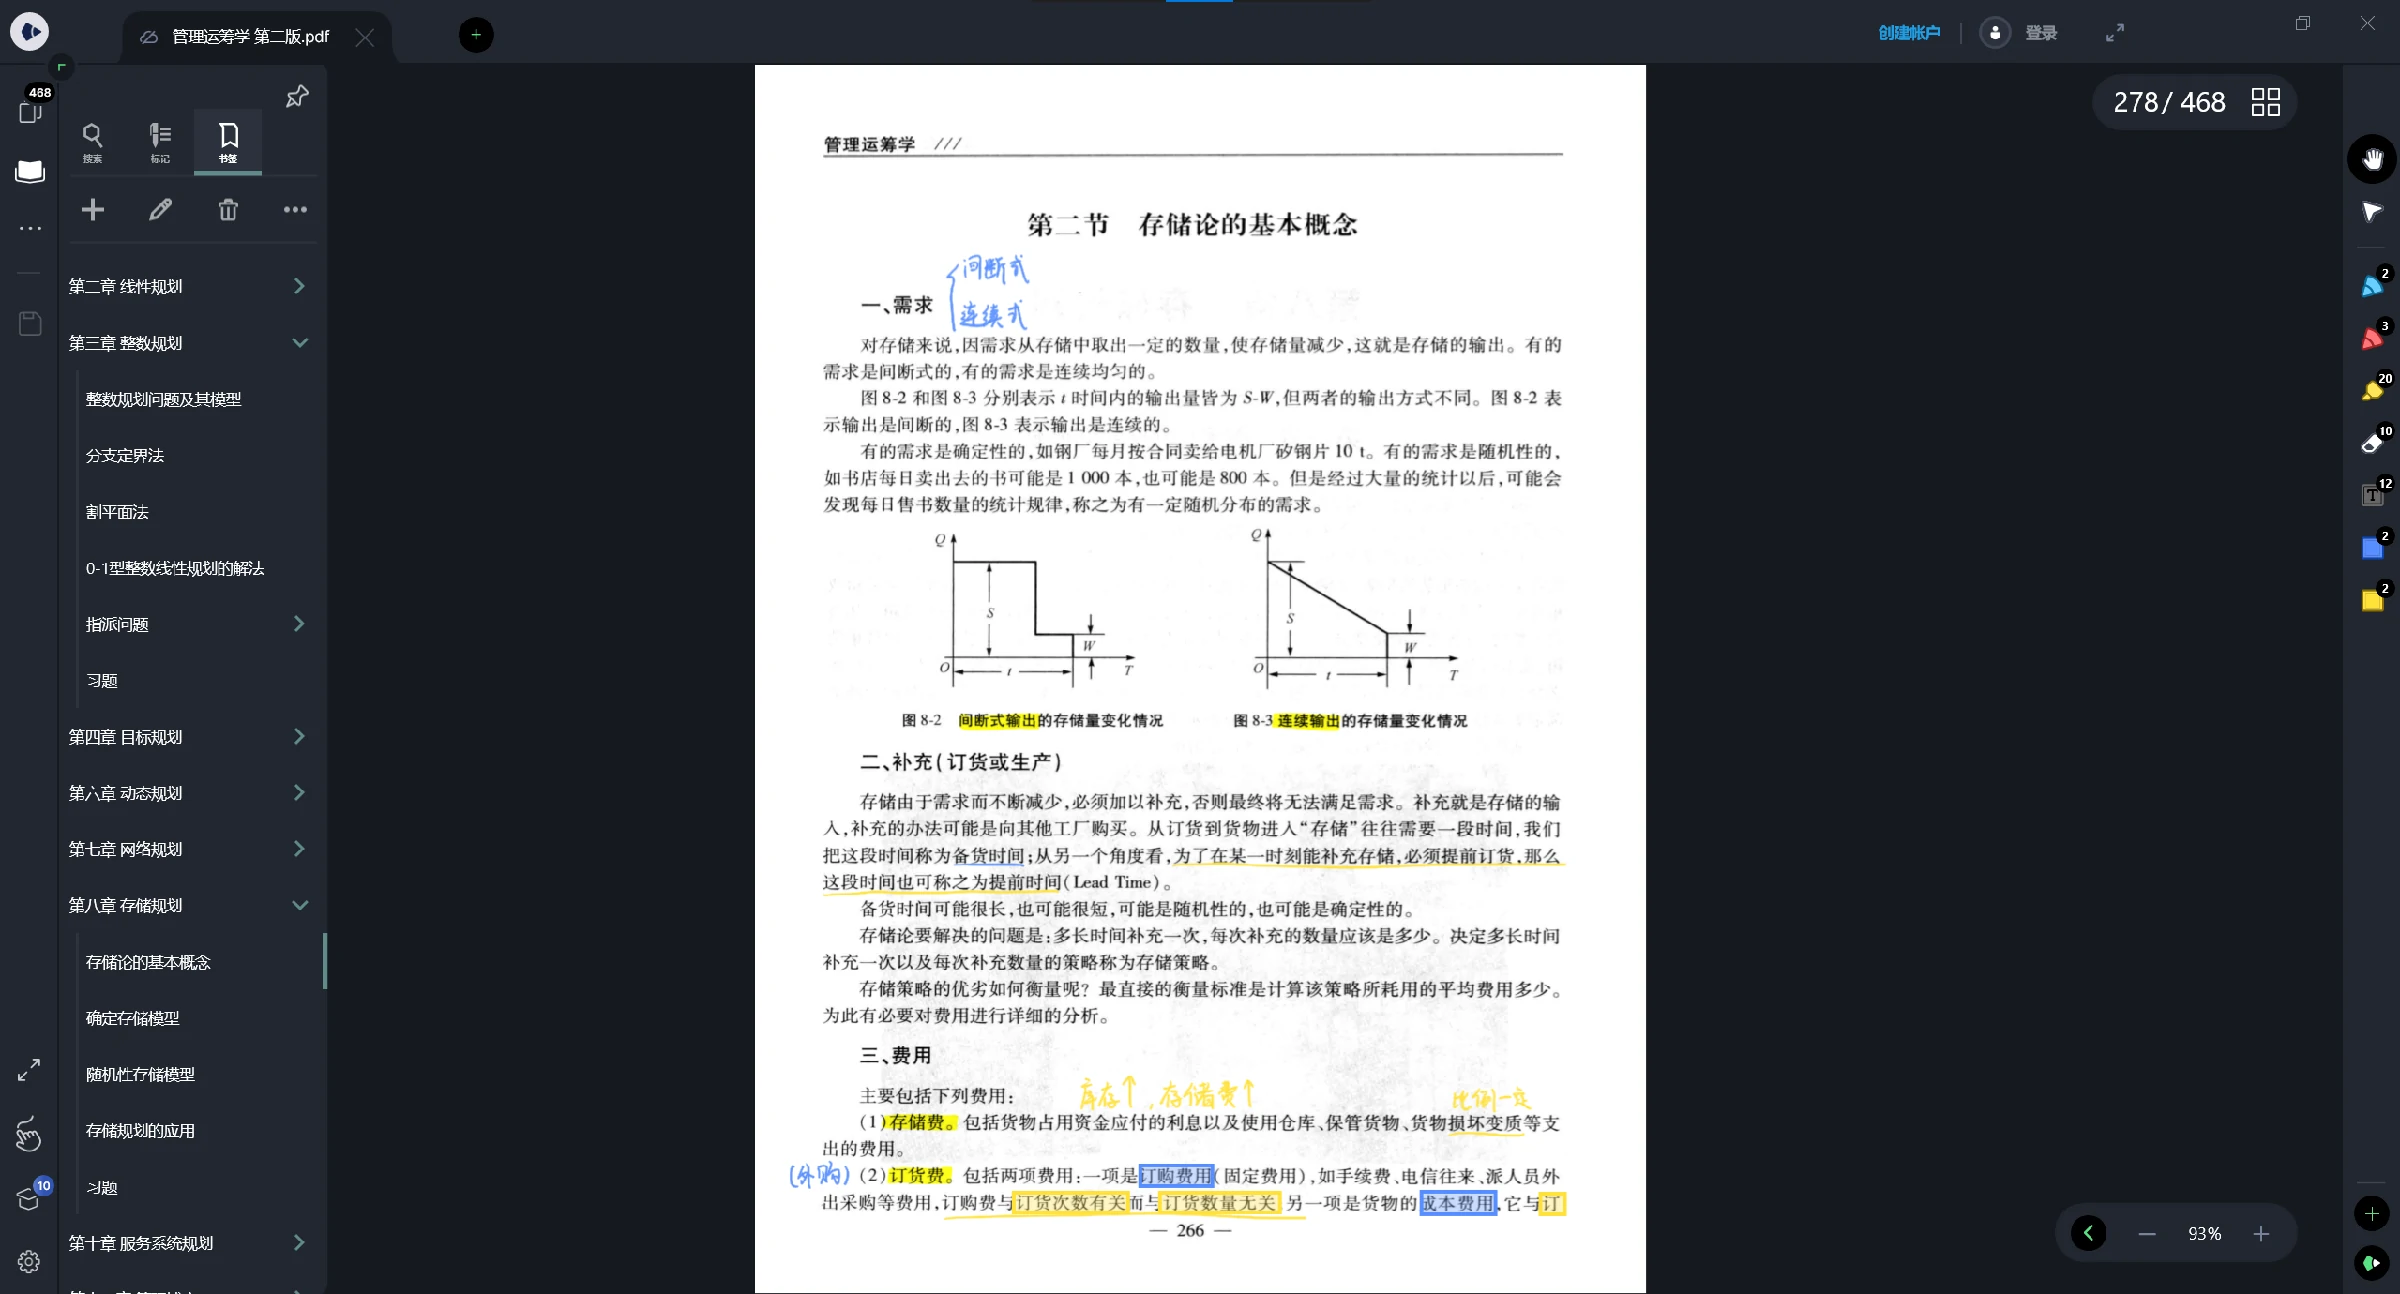 管理运筹学 第二版.pdf
创建帐户
登录
468
搜索
标记
书签
278/ 468
第二章 线性规划
第三章 整数规划
整数规划问题及其模型
分支定界法
割平面法
0-1型整数线性规划的解法
指派问题
习题
第四章 目标规划
第六章 动态规划
第七章 网络规划
第八章 存储规划
存储论的基本概念
确定存储模型
随机性存储模型
存储规划的应用
习题
第十章 服务系统规划
10
管理运筹学 ///
第二节 存储论的基本概念
间断式
一、需求
连续式
对存储来说,因需求从存储中取出一定的数量,使存储量减少,这就是存储的输出。有的
需求是间断式的,有的需求是连续均匀的。
图 8-2 和图 8-3 分别表示 t 时间内的输出量皆为 S-W,但两者的输出方式不同。图 8-2 表
示输出是间断的,图 8-3 表示输出是连续的。
有的需求是确定性的,如钢厂每月按合同卖给电机厂矽钢片 10 t。有的需求是随机性的,
如书店每日卖出去的书可能是 1 000 本,也可能是 800 本。但是经过大量的统计以后,可能会
发现每日售书数量的统计规律,称之为有一定随机分布的需求。
Q
S
W
O
t
T
Q
S
W
O
t
T
图 8-2 间断式输出的存储量变化情况
图 8-3 连续输出的存储量变化情况
二、补充(订货或生产)
存储由于需求而不断减少,必须加以补充,否则最终将无法满足需求。补充就是存储的输
入,补充的办法可能是向其他工厂购买。从订货到货物进入“存储”往往需要一段时间,我们
把这段时间称为备货时间;从另一个角度看,为了在某一时刻能补充存储,必须提前订货,那么
这段时间也可称之为提前时间(Lead Time)。
备货时间可能很长,也可能很短,可能是随机性的,也可能是确定性的。
存储论要解决的问题是:多长时间补充一次,每次补充的数量应该是多少。决定多长时间
补充一次以及每次补充数量的策略称为存储策略。
存储策略的优劣如何衡量呢? 最直接的衡量标准是计算该策略所耗用的平均费用多少。
为此有必要对费用进行详细的分析。
三、费用
主要包括下列费用:
库存↑,存储费↑
比例一定
(1)存储费。包括货物占用资金应付的利息以及使用仓库、保管货物、货物损坏变质等支
出的费用。
(外购)
(2)订货费。包括两项费用:一项是订购费用(固定费用),如手续费、电信往来、派人员外
出采购等费用,订购费与订货次数有关而与订货数量无关。另一项是货物的成本费用,它与订
— 266 —
2
3
20
10
12
2
2
93%